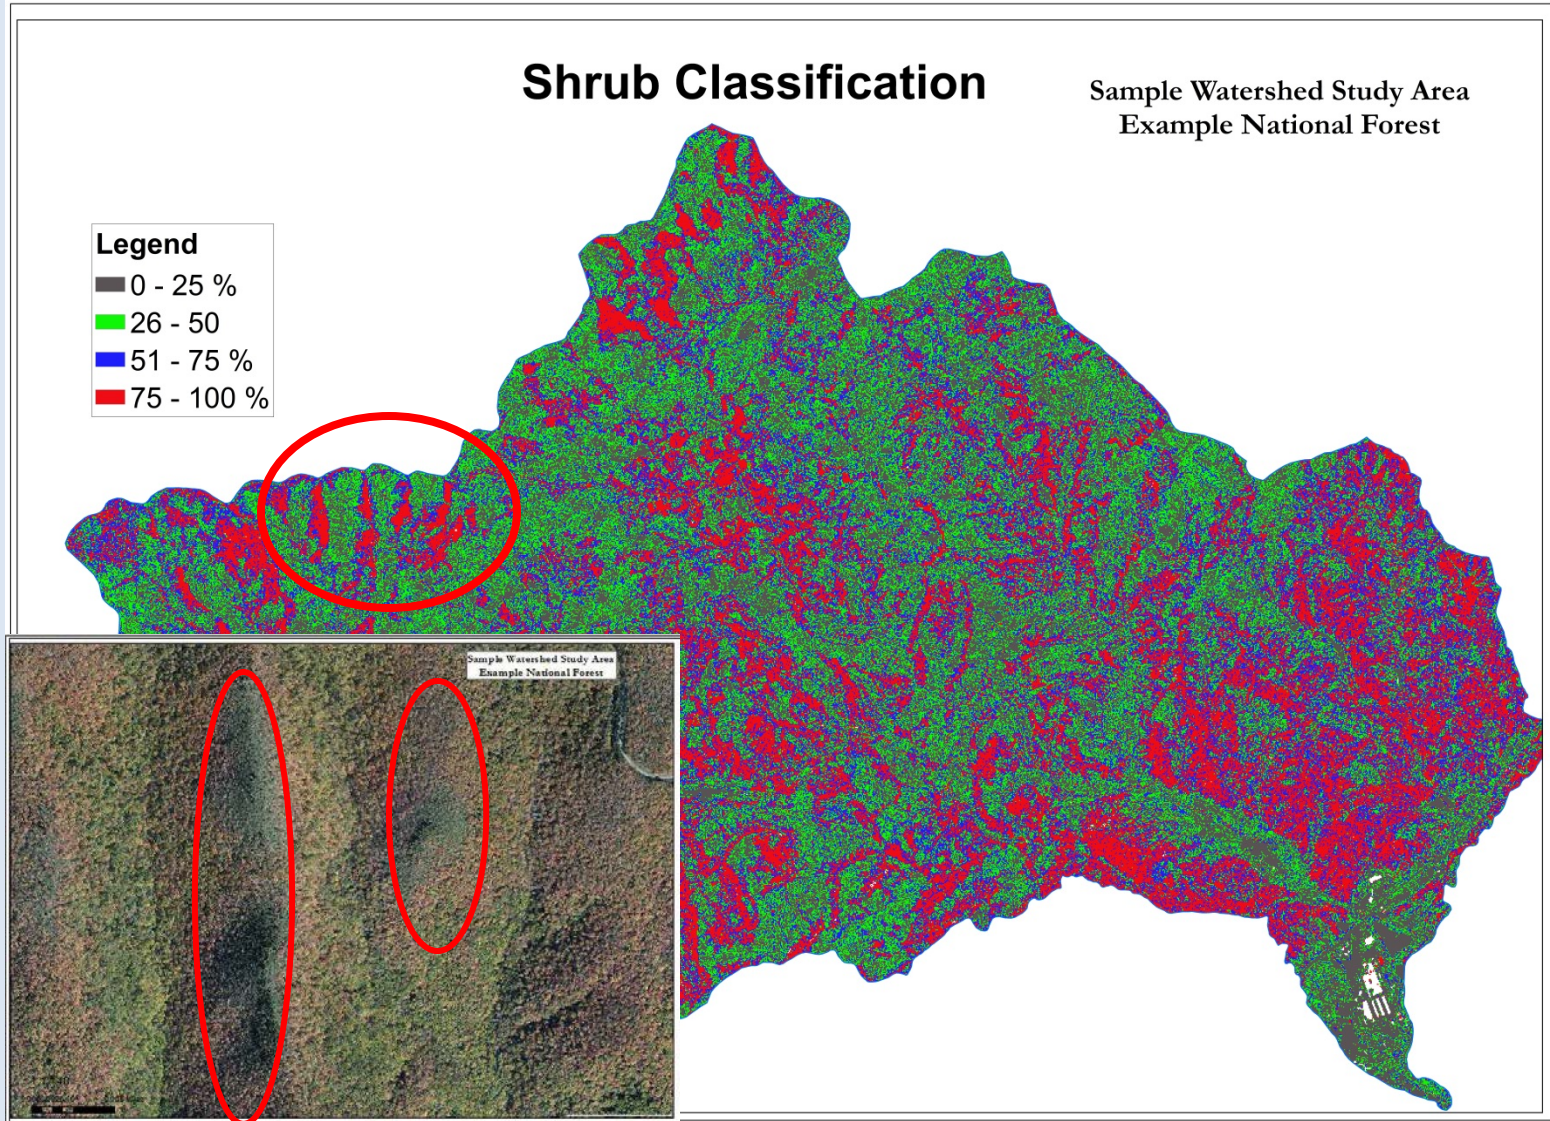 Shrub Classification
Sample Watershed Study Area
Example National Forest
Legend
0 - 25 %
26 - 50
51 - 75 %
75 - 100 %
Sample Watershed Study Area
Example National Forest